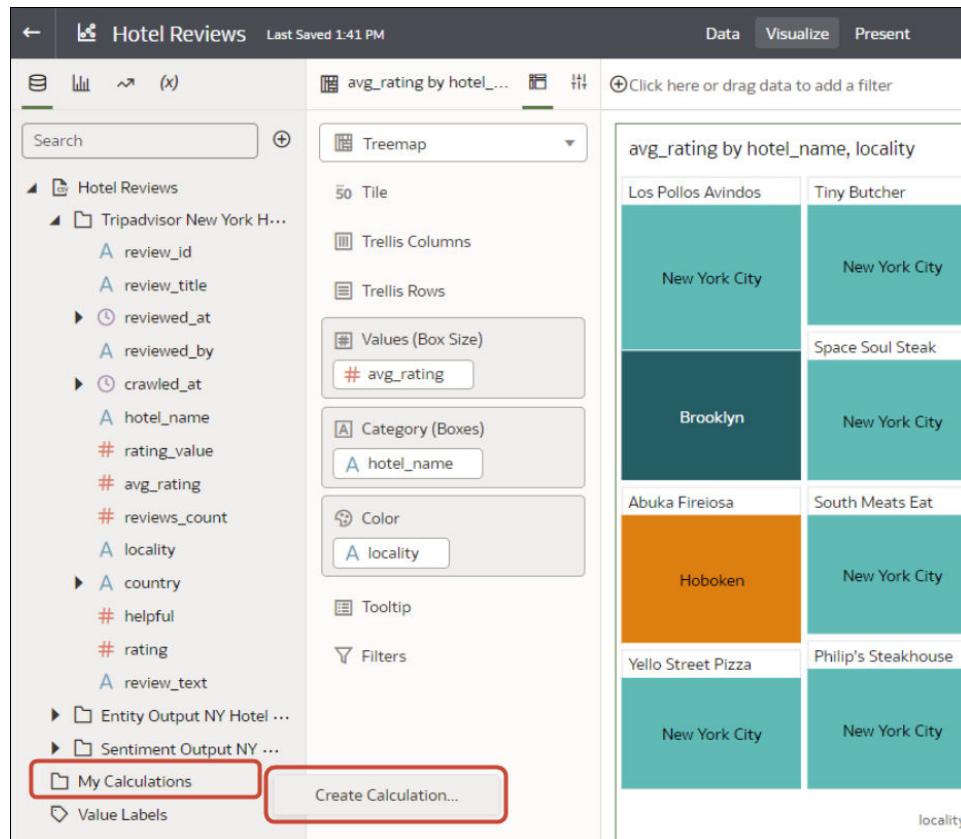 Hotel Reviews Last Saved 1:41 PM Data Visualize Present
(x) avg_rating by hotel_... Click here or drag data to add a filter
Search
Hotel Reviews
Tripadvisor New York H...
A review_id
A review_title
reviewed_at
A reviewed_by
crawled_at
A hotel_name
# rating_value
# avg_rating
# reviews_count
A locality
A country
# helpful
# rating
A review_text
Entity Output NY Hotel ...
Sentiment Output NY ...
My Calculations
Value Labels
Create Calculation...
Treemap
50 Tile
Trellis Columns
Trellis Rows
# Values (Box Size)
# avg_rating
A Category (Boxes)
A hotel_name
Color
A locality
Tooltip
Filters
avg_rating by hotel_name, locality
Los Pollos Avindos
New York City
Brooklyn
Abuka Fireiosa
Hoboken
Yello Street Pizza
New York City
Tiny Butcher
New York City
Space Soul Steak
New York City
South Meats Eat
New York City
Philip's Steakhouse
New York City
locality